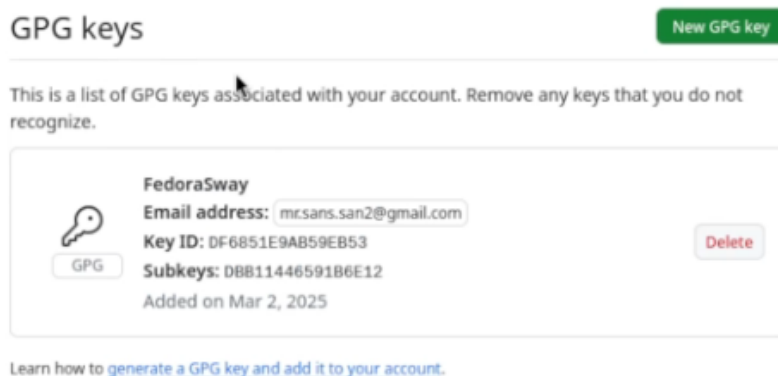 GPG keys
New GPG key
This is a list of GPG keys associated with your account. Remove any keys that you do not
recognize.
FedoraSway
Email address: mr.sans.san2@gmail.com
Key ID: DF6851E9AB59EB53
GPG
Delete
Subkeys: DBB11446591B6E12
Added on Mar 2, 2025
Learn how to generate a GPG key and add it to your account.